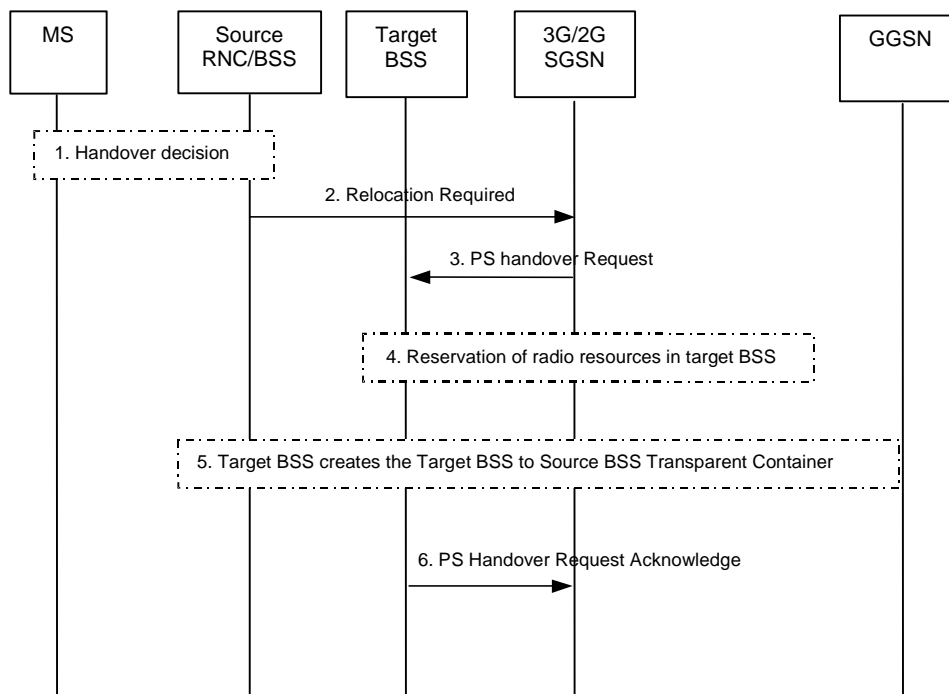 MS
Source
RNC/BSS
Target
BSS
3G/2G
SGSN
GGSN
1. Handover decision
2. Relocation Required
3. PS handover Request
4. Reservation of radio resources in target BSS
5. Target BSS creates the Target BSS to Source BSS Transparent Container
6. PS Handover Request Acknowledge